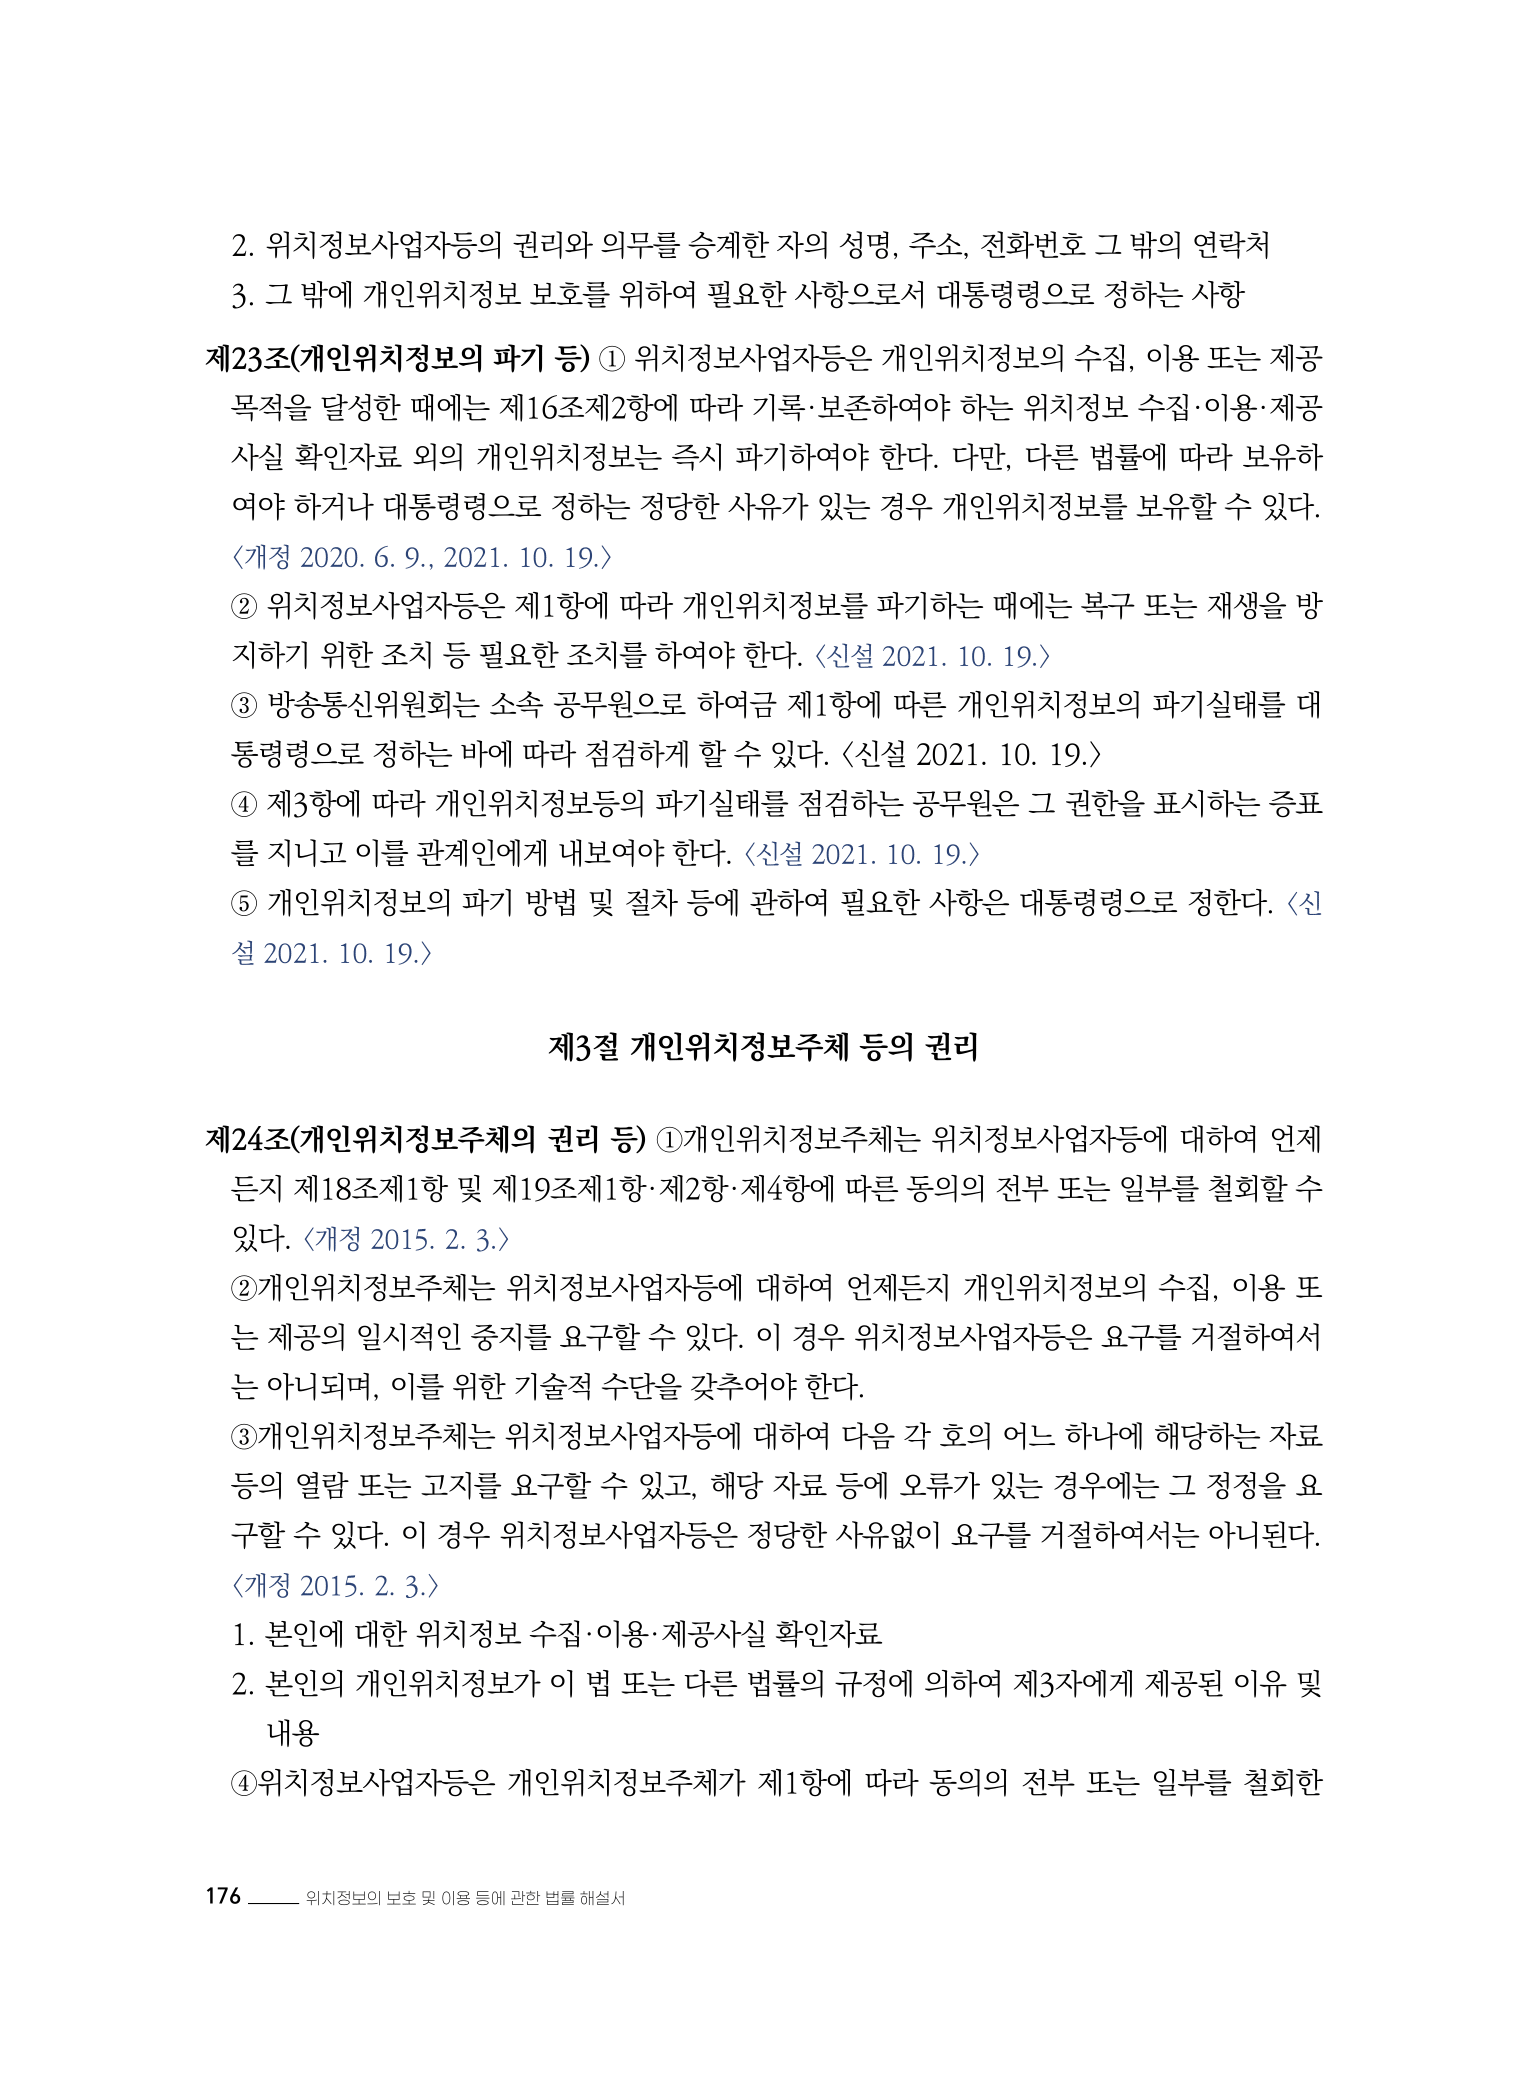 2. 위치정보사업자등의 권리와 의무를 승계한 자의 성명, 주소, 전화번호 그 밖의 연락처
3. 그 밖에 개인위치정보 보호를 위하여 필요한 사항으로서 대통령령으로 정하는 사항
제23조(개인위치정보의 파기 등) ① 위치정보사업자등은 개인위치정보의 수집, 이용 또는 제공
목적을 달성한 때에는 제16조제2항에 따라 기록·보존하여야 하는 위치정보 수집·이용·제공
사실 확인자료 외의 개인위치정보는 즉시 파기하여야 한다. 다만, 다른 법률에 따라 보유하
여야 하거나 대통령령으로 정하는 정당한 사유가 있는 경우 개인위치정보를 보유할 수 있다.
〈개정 2020. 6. 9., 2021. 10. 19.〉
② 위치정보사업자등은 제1항에 따라 개인위치정보를 파기하는 때에는 복구 또는 재생을 방
지하기 위한 조치 등 필요한 조치를 하여야 한다. 〈신설 2021. 10. 19.〉
③ 방송통신위원회는 소속 공무원으로 하여금 제1항에 따른 개인위치정보의 파기실태를 대
통령령으로 정하는 바에 따라 점검하게 할 수 있다. 〈신설 2021. 10. 19.〉
④ 제3항에 따라 개인위치정보등의 파기실태를 점검하는 공무원은 그 권한을 표시하는 증표
를 지니고 이를 관계인에게 내보여야 한다. 〈신설 2021. 10. 19.〉
⑤ 개인위치정보의 파기 방법 및 절차 등에 관하여 필요한 사항은 대통령령으로 정한다. 〈신
설 2021. 10. 19.〉
제3절 개인위치정보주체 등의 권리
제24조(개인위치정보주체의 권리 등) ①개인위치정보주체는 위치정보사업자등에 대하여 언제
든지 제18조제1항 및 제19조제1항·제2항·제4항에 따른 동의의 전부 또는 일부를 철회할 수
있다. 〈개정 2015. 2. 3.〉
②개인위치정보주체는 위치정보사업자등에 대하여 언제든지 개인위치정보의 수집, 이용 또
는 제공의 일시적인 중지를 요구할 수 있다. 이 경우 위치정보사업자등은 요구를 거절하여서
는 아니되며, 이를 위한 기술적 수단을 갖추어야 한다.
③개인위치정보주체는 위치정보사업자등에 대하여 다음 각 호의 어느 하나에 해당하는 자료
등의 열람 또는 고지를 요구할 수 있고, 해당 자료 등에 오류가 있는 경우에는 그 정정을 요
구할 수 있다. 이 경우 위치정보사업자등은 정당한 사유없이 요구를 거절하여서는 아니된다.
〈개정 2015. 2. 3.〉
1. 본인에 대한 위치정보 수집·이용·제공사실 확인자료
2. 본인의 개인위치정보가 이 법 또는 다른 법률의 규정에 의하여 제3자에게 제공된 이유 및
내용
④위치정보사업자등은 개인위치정보주체가 제1항에 따라 동의의 전부 또는 일부를 철회한
176 위치정보의 보호 및 이용 등에 관한 법률 해설서